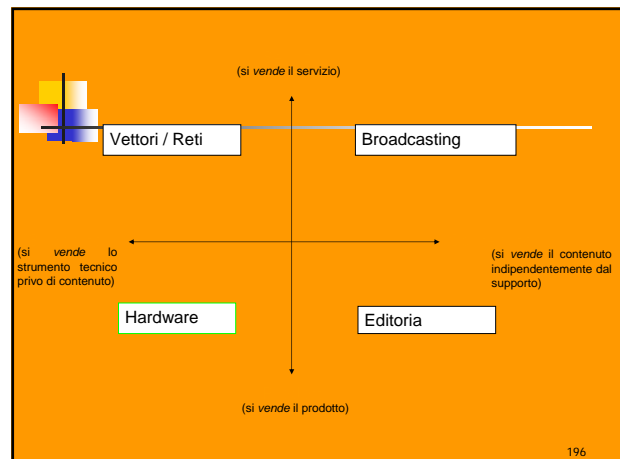 (si vende il servizio)
Vettori / Reti
Broadcasting
(si vende lo
strumento tecnico
privo di contenuto)
(si vende il contenuto
indipendentemente dal
supporto)
Hardware
Editoria
(si vende il prodotto)
196